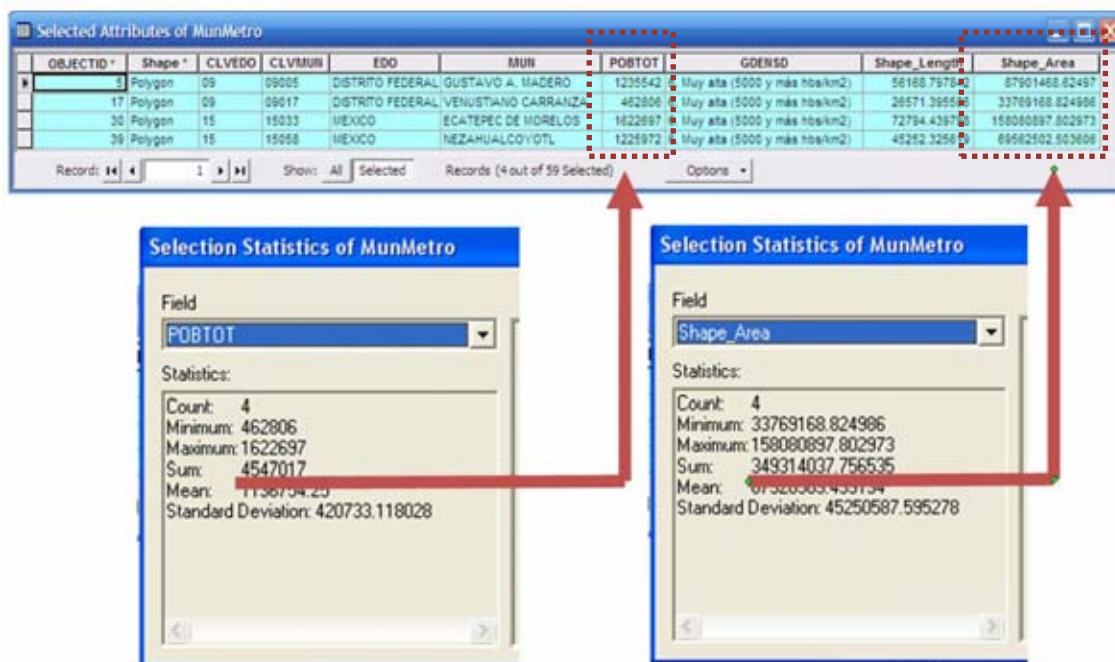 Selected Attributes of MunMetro
OBJECTID * Shape * CLVEDO CLVMUN EDO MUN POBTOT GDENSD Shape_Length Shape_Area
5 Polygon 09 09005 DISTRITO FEDERAL GUSTAVO A. MADERO 1235542 Muy alta (5000 y más hbs/km2) 87901468.62497
17 Polygon 09 09017 DISTRITO FEDERAL VENUSTIANO CARRANZA 462806 Muy alta (5000 y más hbs/km2) 33769168.824986
Polygon 15 15033 MEXICO ECATEPEC DE MORELOS 1622697 Muy alta (5000 y más hbs/km2) 158080897.802973
39 Polygon 15 15058 MEXICO NEZAHUALCOYOTL 1225972 Muy alta (5000 y más hbs/km2) 69562502.503606
Record: 1 Show: All Selected Records (4 out of 59 Selected) Options
Selection Statistics of MunMetro
Field
POBTOT
Statistics:
Count: 4
Minimum: 462806
Maximum: 1622697
Sum: 4547017
Mean:
Standard Deviation: 420733.118028
Selection Statistics of MunMetro
Field
Shape_Area
Statistics:
Count: 4
Minimum: 33769168.824986
Maximum: 158080897.802973
Sum: 349314037.756535
Mean:
Standard Deviation: 45250587.595278